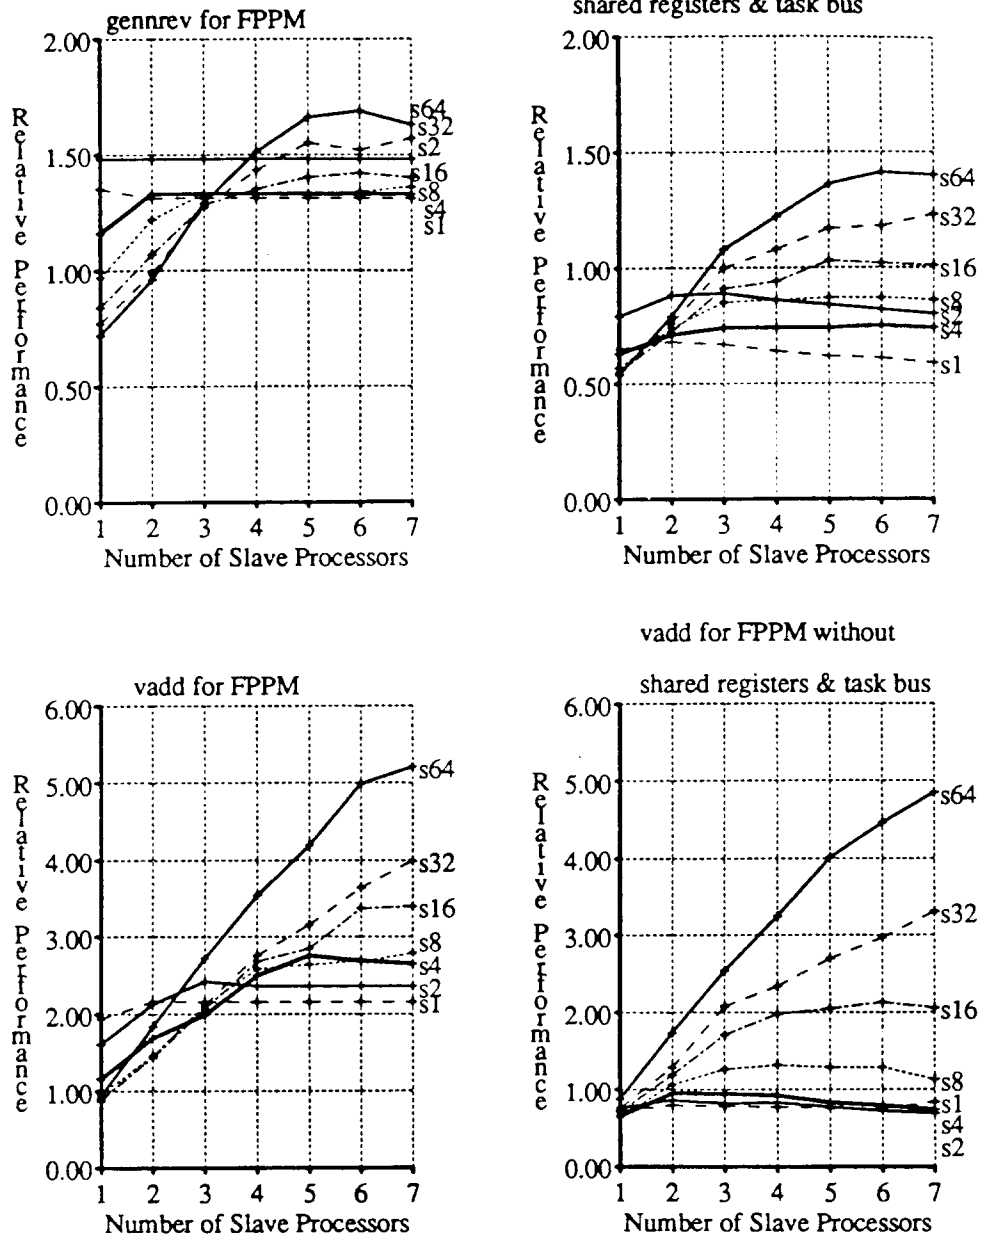 gennrev for FPPM
2.00
1.50
1.00
0.50
0.00
Relative Performance
s64
s32
s2
s16
s8
s4
s1
1 2 3 4 5 6 7
Number of Slave Processors
shared registers & task bus
2.00
1.50
1.00
0.50
0.00
Relative Performance
s64
s32
s16
s8
s2
s4
s1
1 2 3 4 5 6 7
Number of Slave Processors
vadd for FPPM
6.00
5.00
4.00
3.00
2.00
1.00
0.00
Relative Performance
s64
s32
s16
s8
s4
s2
s1
1 2 3 4 5 6 7
Number of Slave Processors
vadd for FPPM without
shared registers & task bus
6.00
5.00
4.00
3.00
2.00
1.00
0.00
Relative Performance
s64
s32
s16
s8
s1
s4
s2
1 2 3 4 5 6 7
Number of Slave Processors